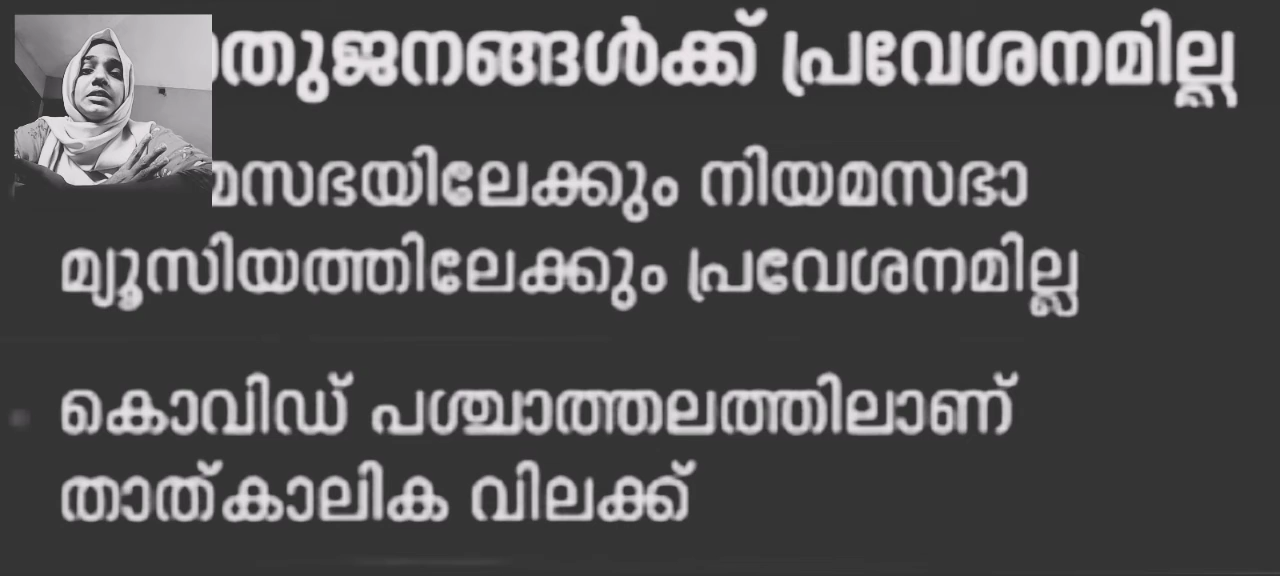 പ്രവേശനമില്ല
നിയമസഭാ
മ്യൂസിയത്തിലേക്കും പ്രവേശനമില്ല
കൊവിഡ് പശ്ചാത്തലത്തിലാണ്
താത്കാലിക വിലക്ക്